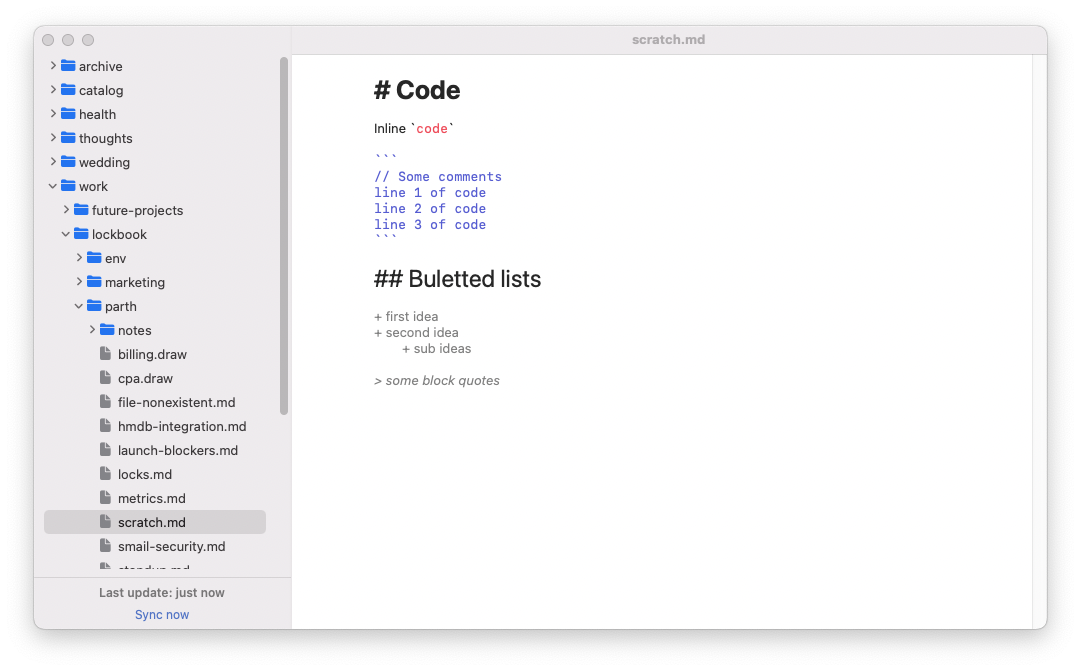 scratch.md
archive
catalog
health
thoughts
wedding
work
future-projects
lockbook
env
marketing
parth
notes
billing.draw
cpa.draw
file-nonexistent.md
hmdb-integration.md
launch-blockers.md
locks.md
metrics.md
scratch.md
smail-security.md
standup.md
Last update: just now
Sync now
# Code
Inline `code`
```
// Some comments
line 1 of code
line 2 of code
line 3 of code
```
## Buletted lists
+ first idea
+ second idea
+ sub ideas
> some block quotes